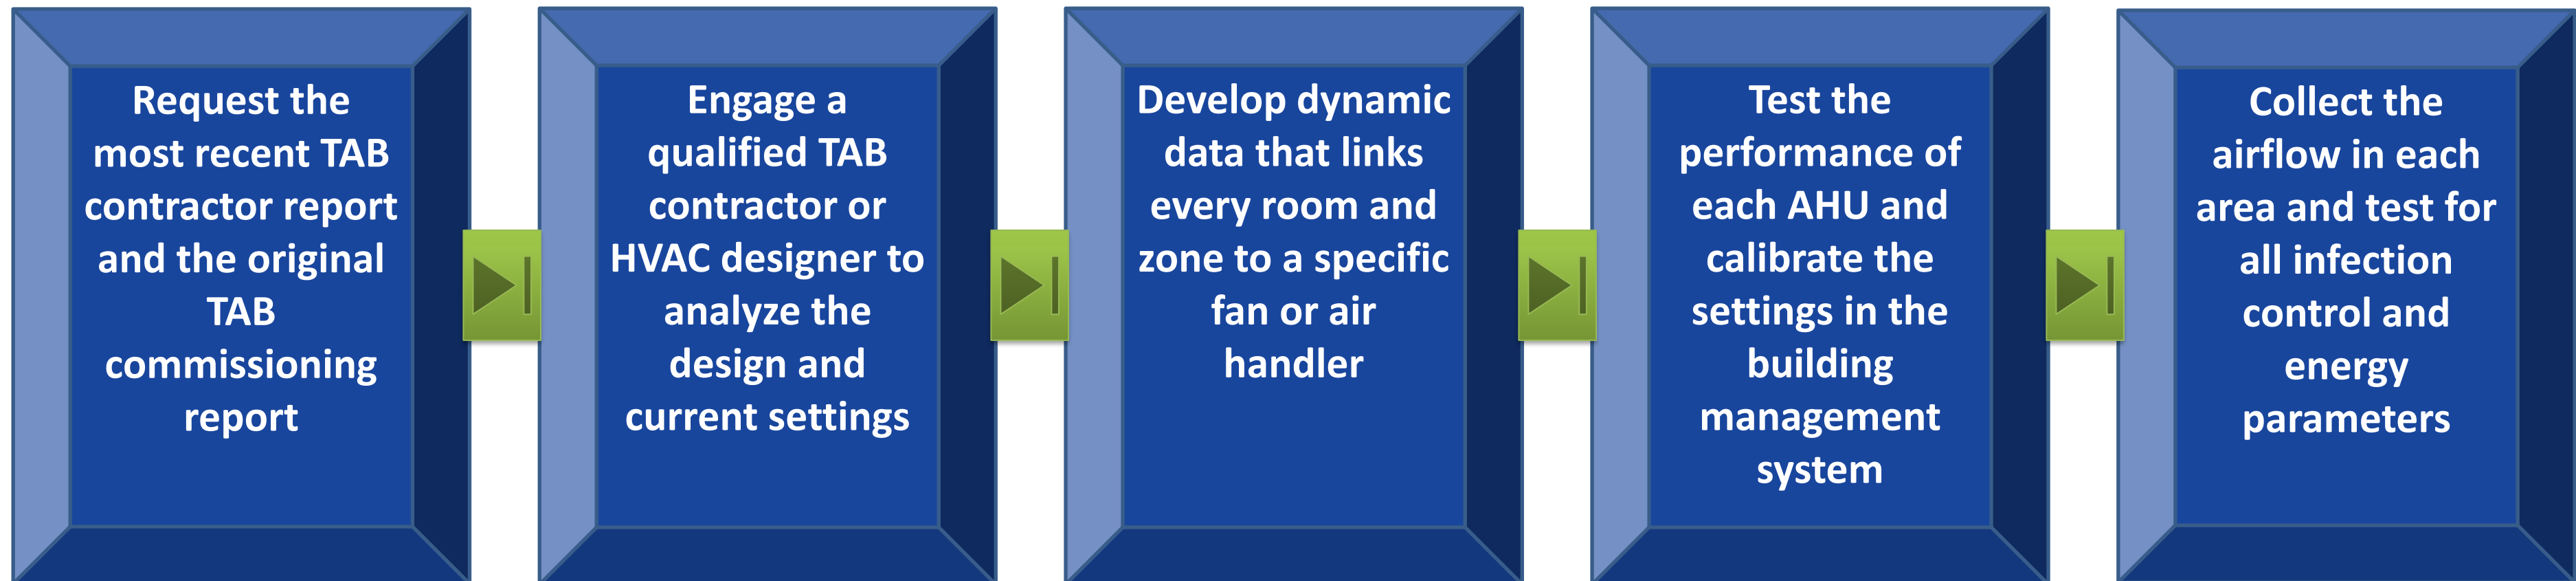 Request the
most recent TAB
contractor report
and the original
TAB
commissioning
report
Engage a
qualified TAB
contractor or
HVAC designer to
analyze the
design and
current settings
Develop dynamic
data that links
every room and
zone to a specific
fan or air
handler
Test the
performance of
each AHU and
calibrate the
settings in the
building
management
system
Collect the
airflow in each
area and test for
all infection
control and
energy
parameters